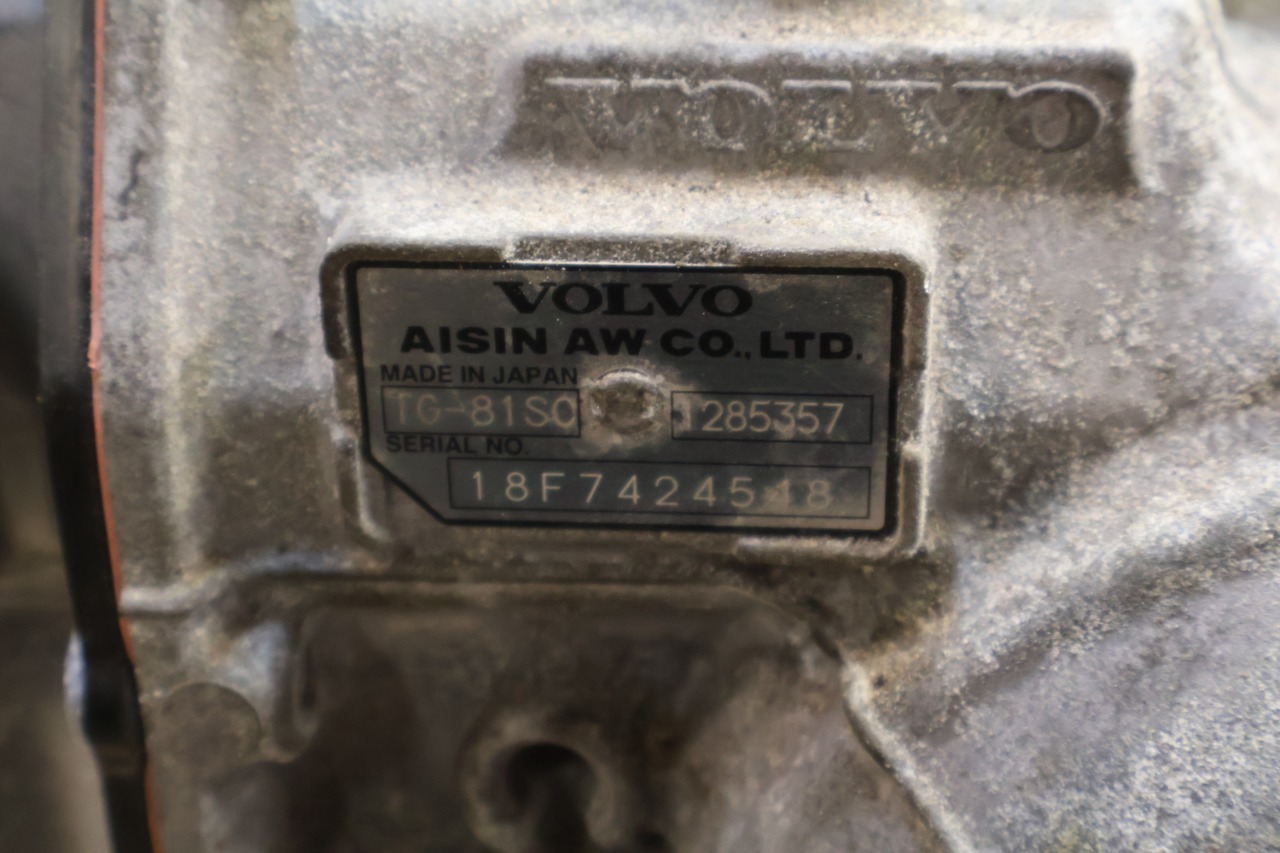 VOLVO
VOLVO
AISIN AW CO., LTD.
MADE IN JAPAN
TG-81SC 1285357
SERIAL NO.
18F7424548